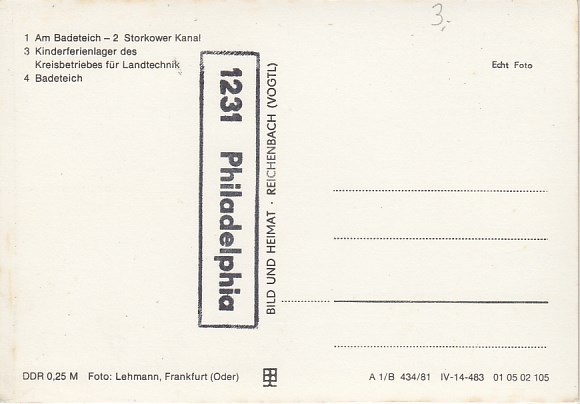 3.
1 Am Badeteich – 2 Storkower Kanal
3 Kinderferienlager des
Kreisbetriebes für Landtechnik
4 Badeteich
Echt Foto
1231 Philadelphia
BILD UND HEIMAT · REICHENBACH (VOGTL)
DDR 0,25 M Foto: Lehmann, Frankfurt (Oder)
A 1/B 434/81 IV-14-483 01 05 02 105